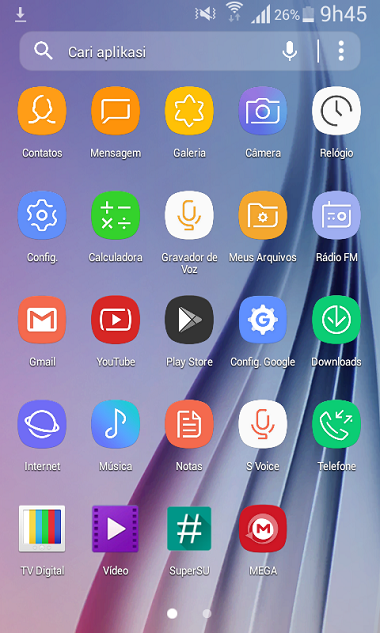 26% 9h45
Cari aplikasi
Contatos Mensagem Galeria Câmera Relógio
Config. Calculadora Gravador de Voz Meus Arquivos Rádio FM
Gmail YouTube Play Store Config. Google Downloads
Internet Música Notas S Voice Telefone
TV Digital Vídeo SuperSU MEGA